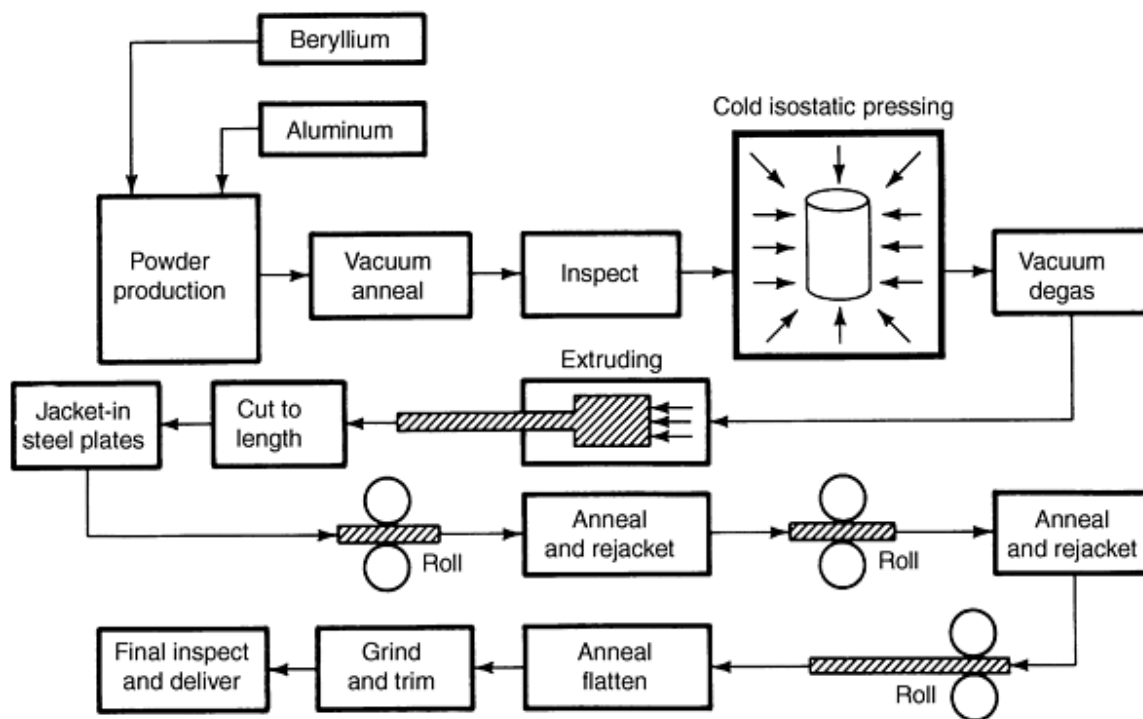 Beryllium
Aluminum
Cold isostatic pressing
Powder
production
Vacuum
anneal
Inspect
Vacuum
degas
Extruding
Jacket-in
steel plates
Cut to
length
Roll
Anneal
and rejacket
Roll
Anneal
and rejacket
Final inspect
and deliver
Grind
and trim
Anneal
flatten
Roll